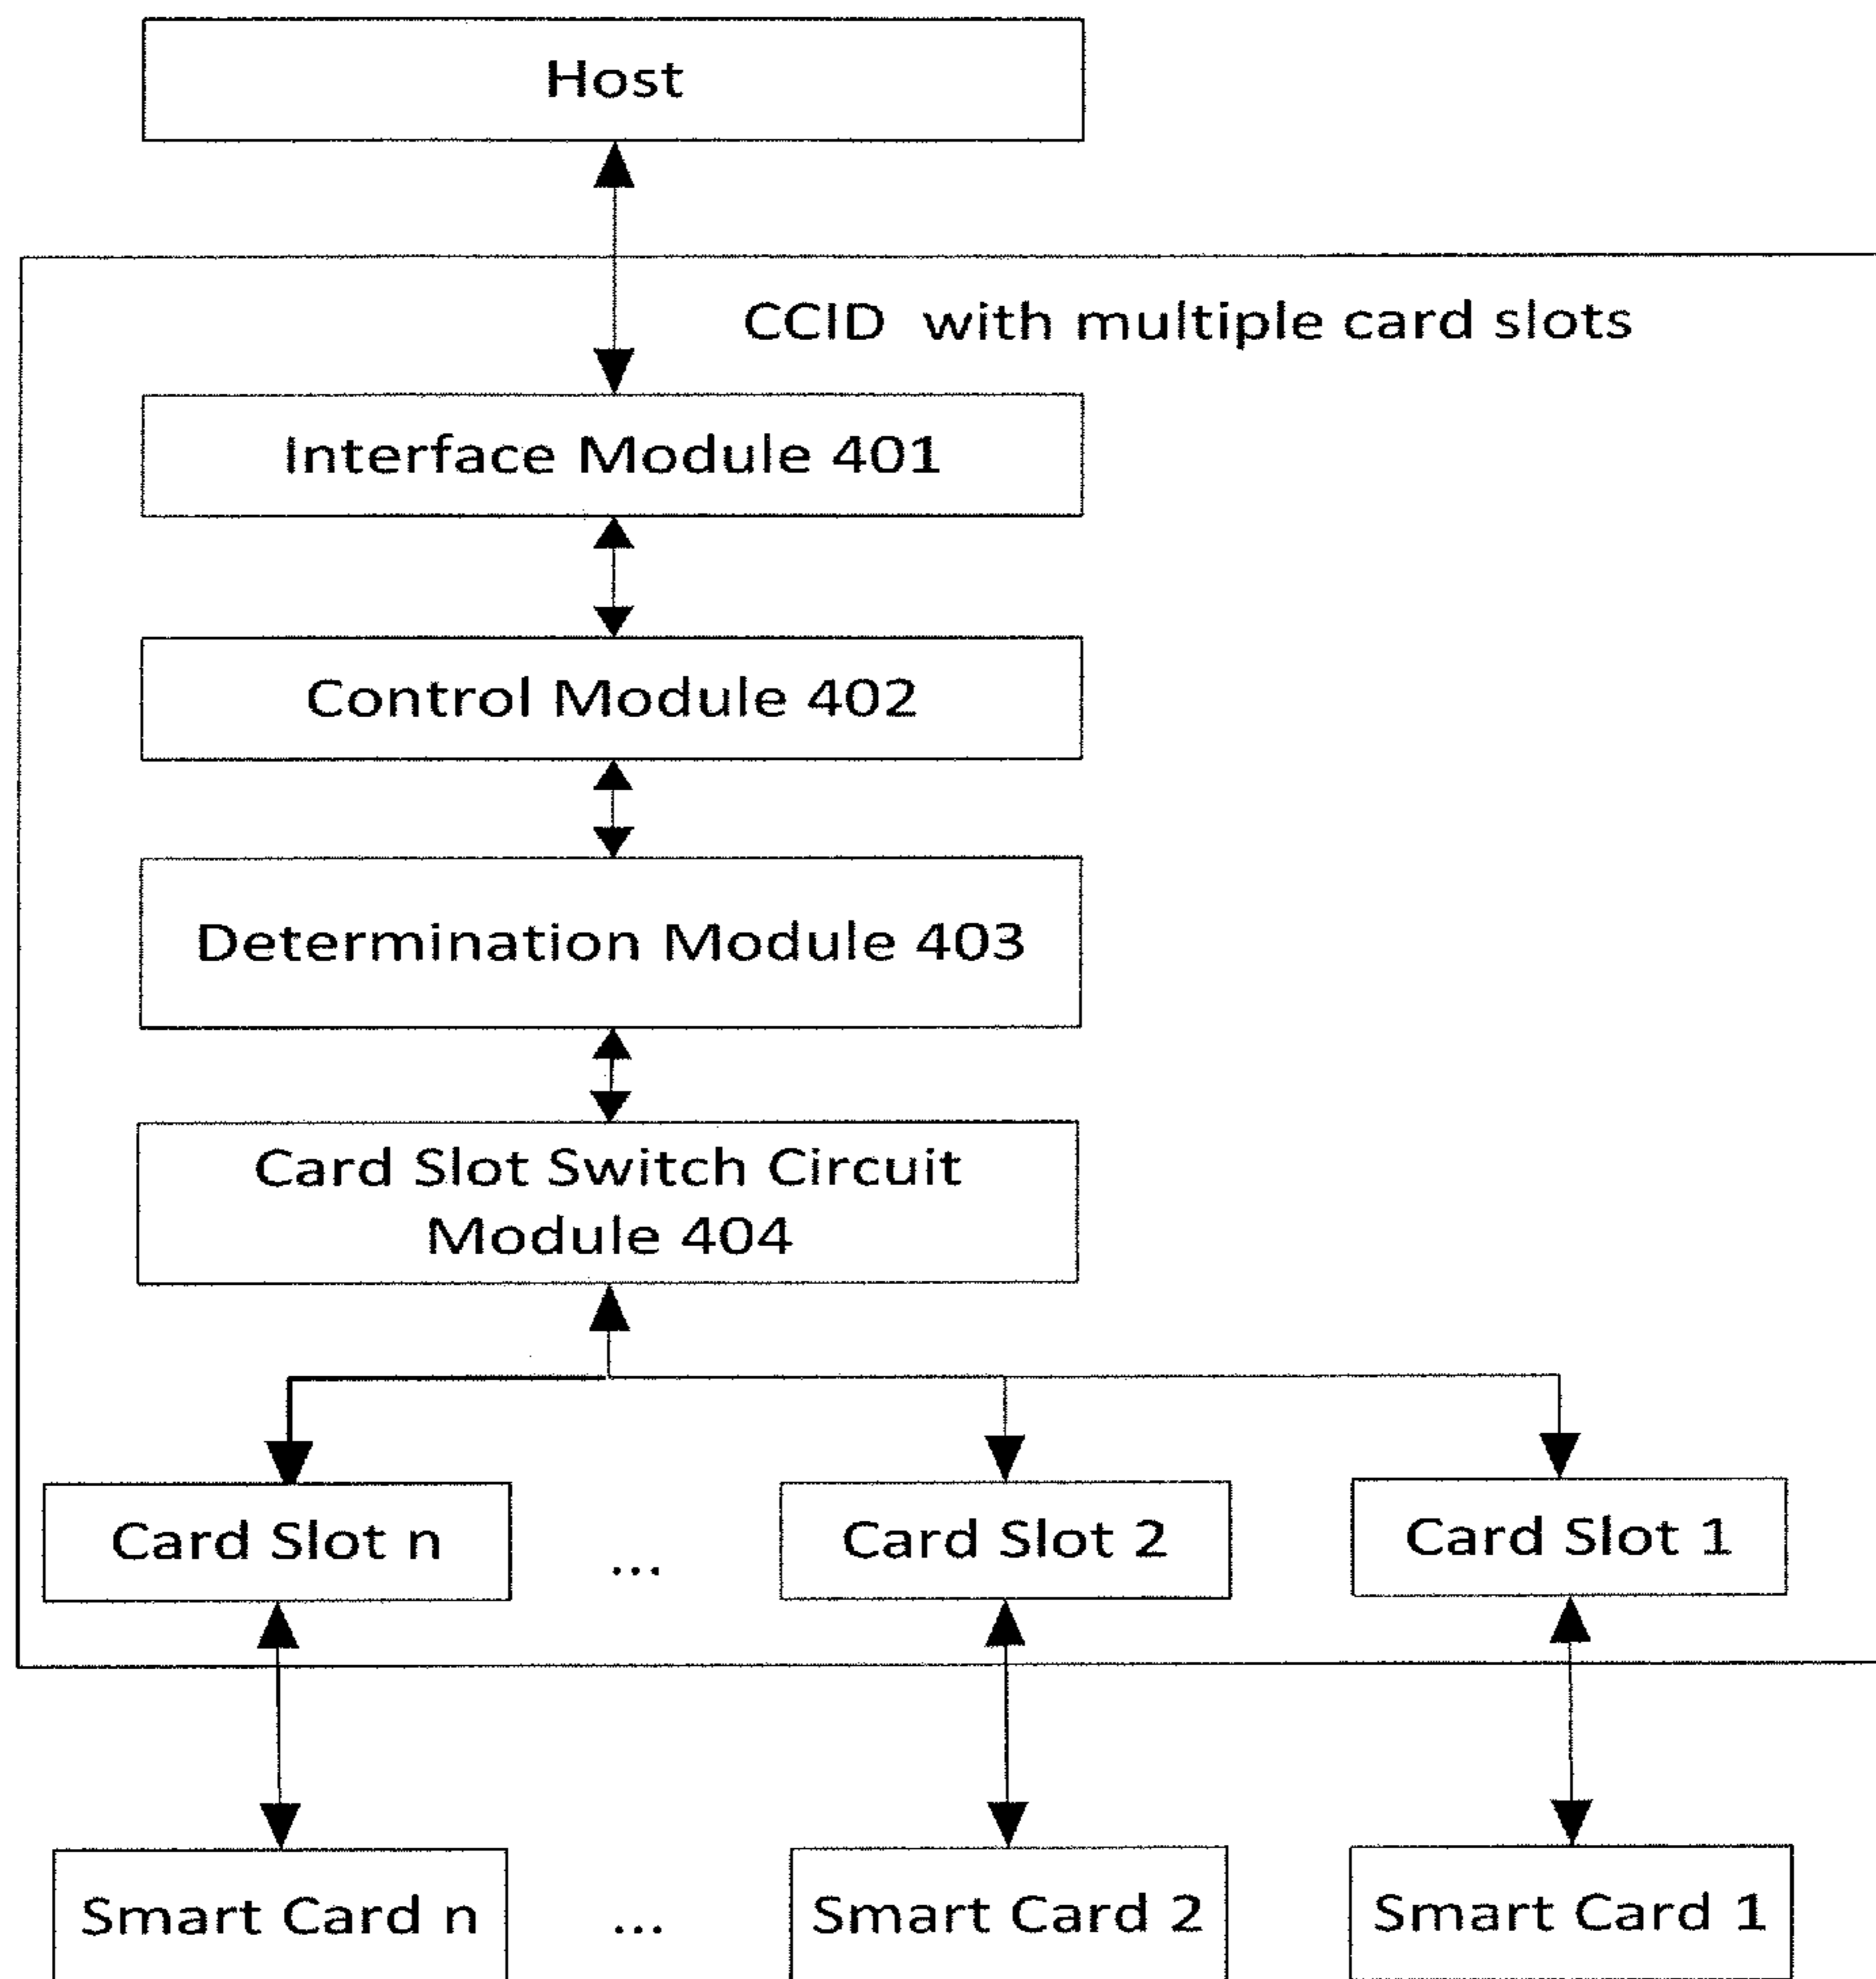 Host
CCID with multiple card slots
Interface Module 401
Control Module 402
Determination Module 403
Card Slot Switch Circuit
Module 404
Card Slot n
...
Card Slot 2
Card Slot 1
Smart Card n
...
Smart Card 2
Smart Card 1